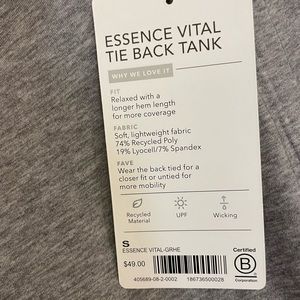 ESSENCE VITAL
TIE BACK TANK
WHY WE LOVE IT
FIT
Relaxed with a
longer hem length
for more coverage
FABRIC
Soft, lightweight fabric
74% Recycled Poly
19% Lyocell/7% Spandex
FAVE
Wear the back tied for a
closer fit or untied for
more mobility
Recycled
Material
UPF
Wicking
S
ESSENCE VITAL-GRHE
$49.00
405689-08-2-0002
186736500028
Certified
B
Corporation